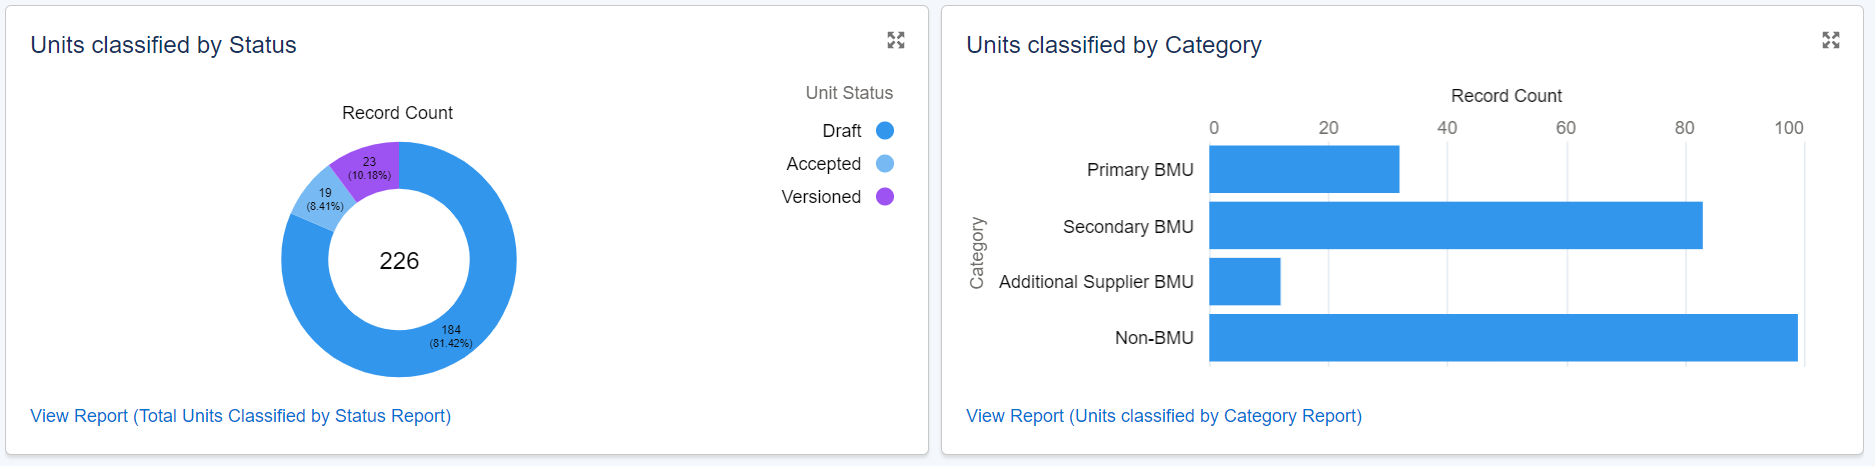 Units classified by Status
Record Count
Unit Status
Draft
Accepted
Versioned
23
(10.18%)
19
(8.41%)
226
184
(81.42%)
View Report (Total Units Classified by Status Report)
Units classified by Category
Record Count
0 20 40 60 80 100
Category
Primary BMU
Secondary BMU
Additional Supplier BMU
Non-BMU
View Report (Units classified by Category Report)